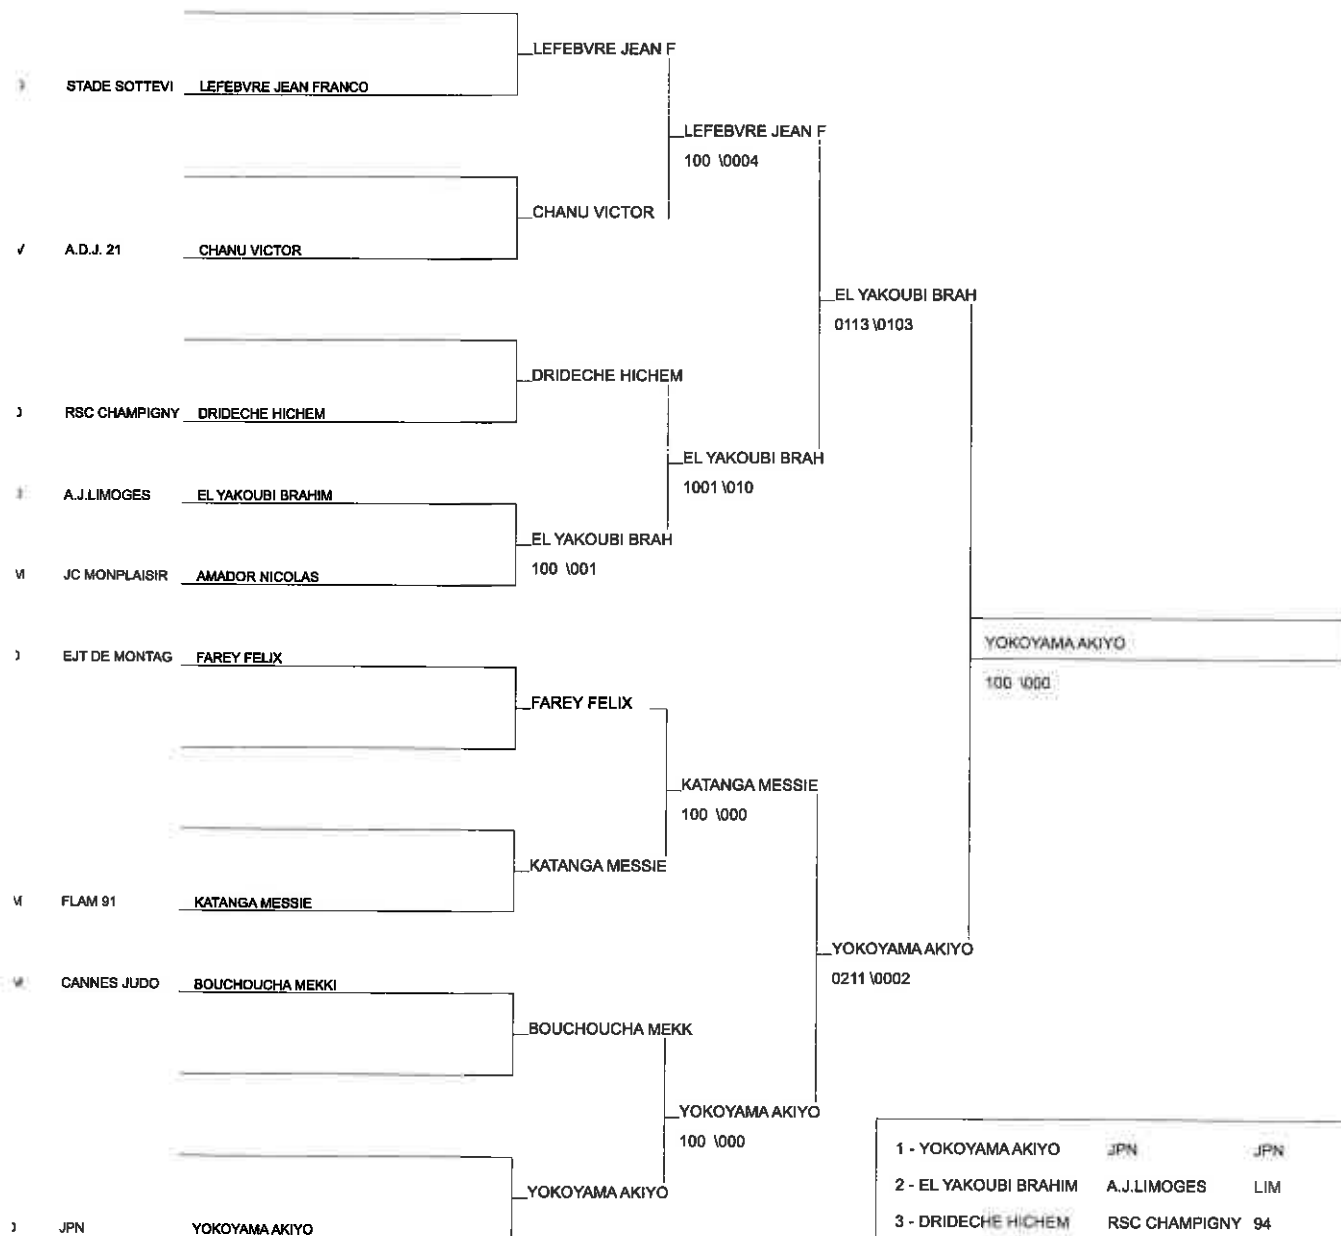 LEFEBVRE JEAN F
STADE SOTTEVI LEFEBVRE JEAN FRANCO
LEFEBVRE JEAN F
100 \0004
CHANU VICTOR
A.D.J. 21 CHANU VICTOR
EL YAKOUBI BRAH
0113 \0103
DRIDECHE HICHEM
RSC CHAMPIGNY DRIDECHE HICHEM
EL YAKOUBI BRAH
1001 \010
A.J.LIMOGES EL YAKOUBI BRAHIM
EL YAKOUBI BRAH
100 \001
JC MONPLAISIR AMADOR NICOLAS
YOKOYAMA AKIYO
100 \000
EJT DE MONTAG FAREY FELIX
FAREY FELIX
KATANGA MESSIE
100 \000
KATANGA MESSIE
FLAM 91 KATANGA MESSIE
YOKOYAMA AKIYO
0211 \0002
CANNES JUDO BOUCHOUCHA MEKKI
BOUCHOUCHA MEKK
YOKOYAMA AKIYO
100 \000
YOKOYAMA AKIYO
JPN YOKOYAMA AKIYO
1 - YOKOYAMA AKIYO JPN JPN
2 - EL YAKOUBI BRAHIM A.J.LIMOGES LIM
3 - DRIDECHE HICHEM RSC CHAMPIGNY 94